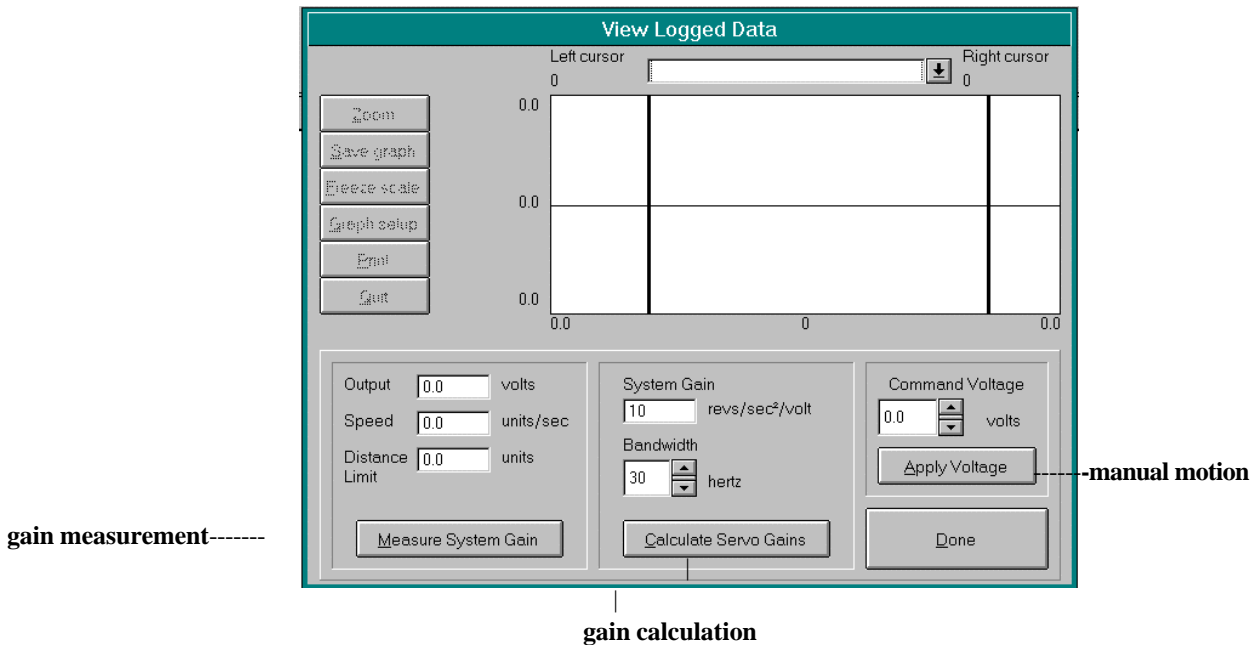 View Logged Data
Left cursor
Right cursor
0
0
Zoom
Save graph
Freeze scale
Graph setup
Print
Quit
0.0
0.0
0.0
0.0
0
0.0
Output 0.0 volts
Speed 0.0 units/sec
Distance Limit 0.0 units
Measure System Gain
System Gain
10 revs/sec²/volt
Bandwidth
30 hertz
Calculate Servo Gains
Command Voltage
0.0 volts
Apply Voltage
Done
manual motion
gain measurement
gain calculation